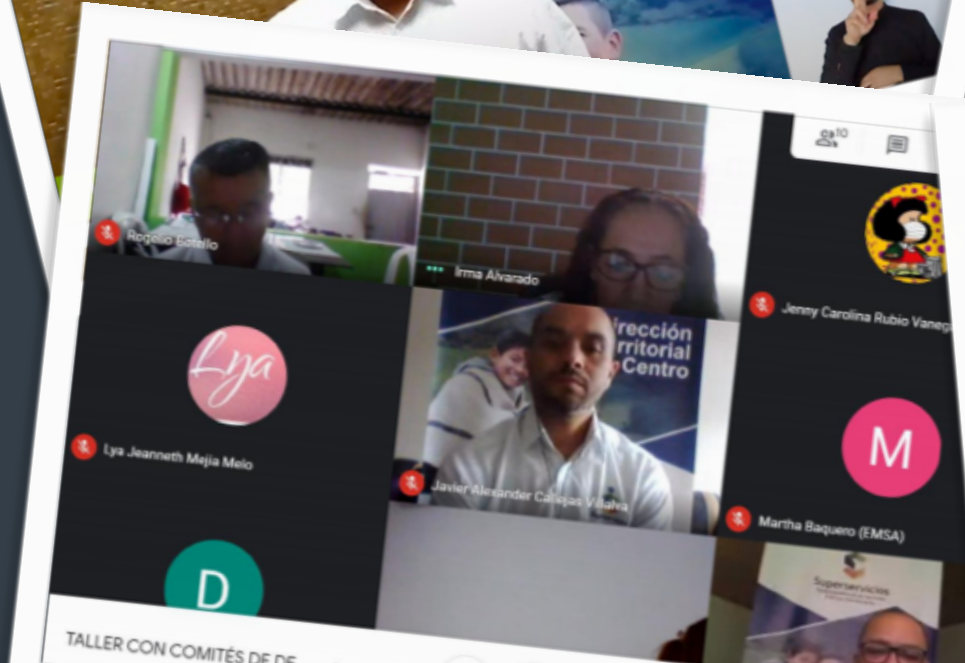 10
Rogelio Botello
Irma Alvarado
Jenny Carolina Rubio Vaneg
Lya
Lya Jeanneth Mejia Melo
irección
rritorial
Centro
Javier Alexander Callejas Villalva
M
Martha Baquero (EMSA)
D
Superservicios
TALLER CON COMITÉS DE DE